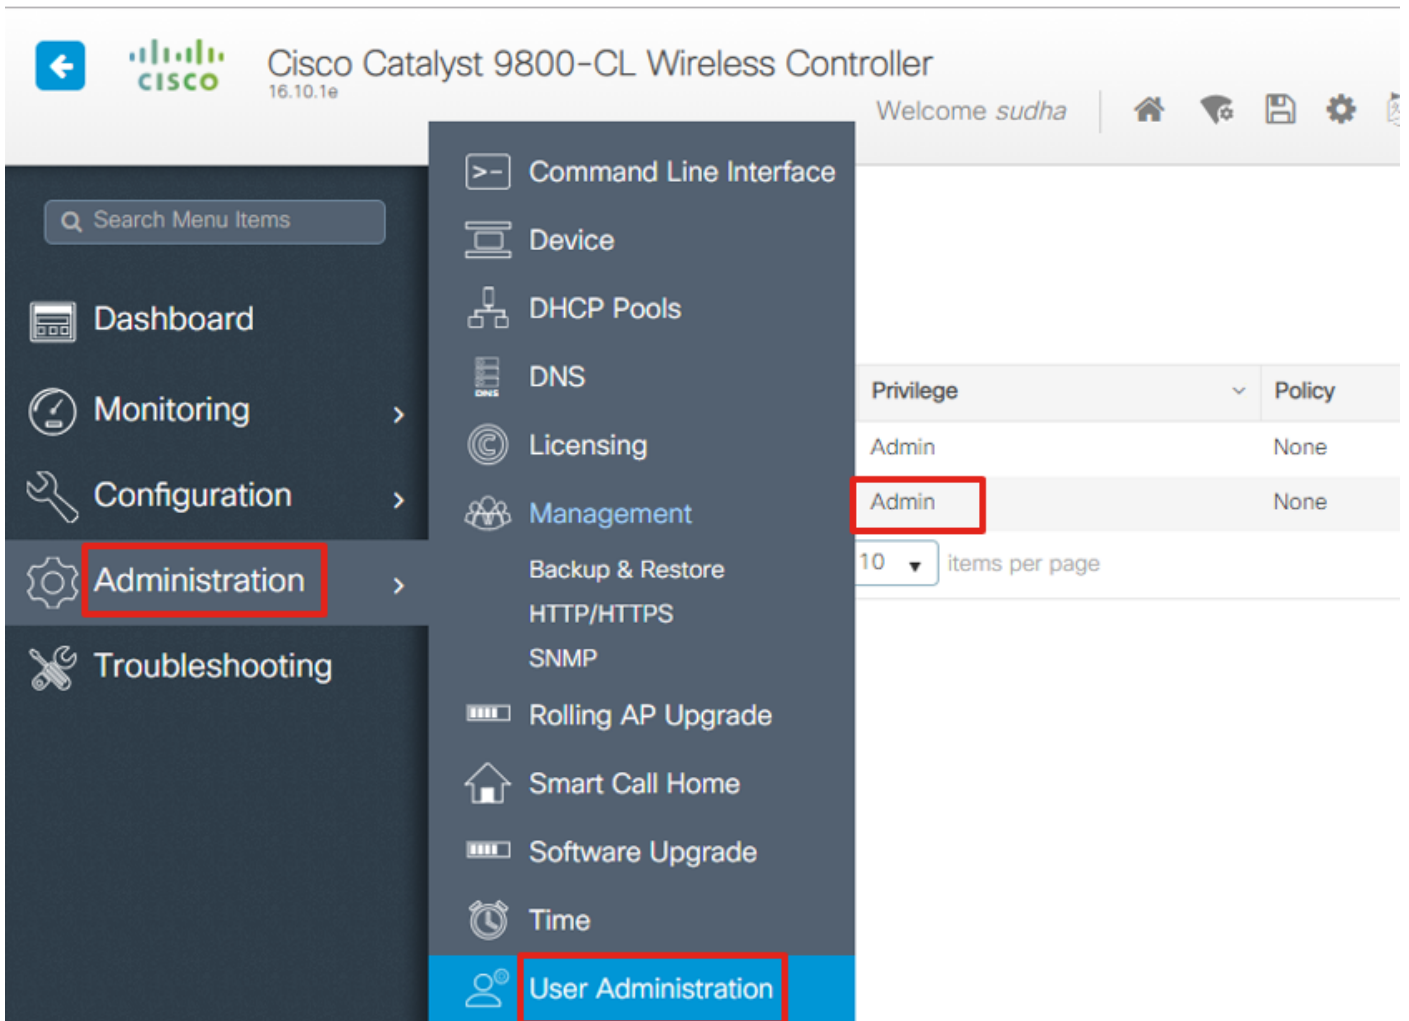 CISCO
Cisco Catalyst 9800-CL Wireless Controller
16.10.1e
Welcome sudha
Search Menu Items
Dashboard
Monitoring
Configuration
Administration
Troubleshooting
Command Line Interface
Device
DHCP Pools
DNS
DNS
Licensing
Management
Backup & Restore
HTTP/HTTPS
SNMP
Rolling AP Upgrade
Smart Call Home
Software Upgrade
Time
User Administration
Privilege Policy
Admin None
Admin None
10 items per page